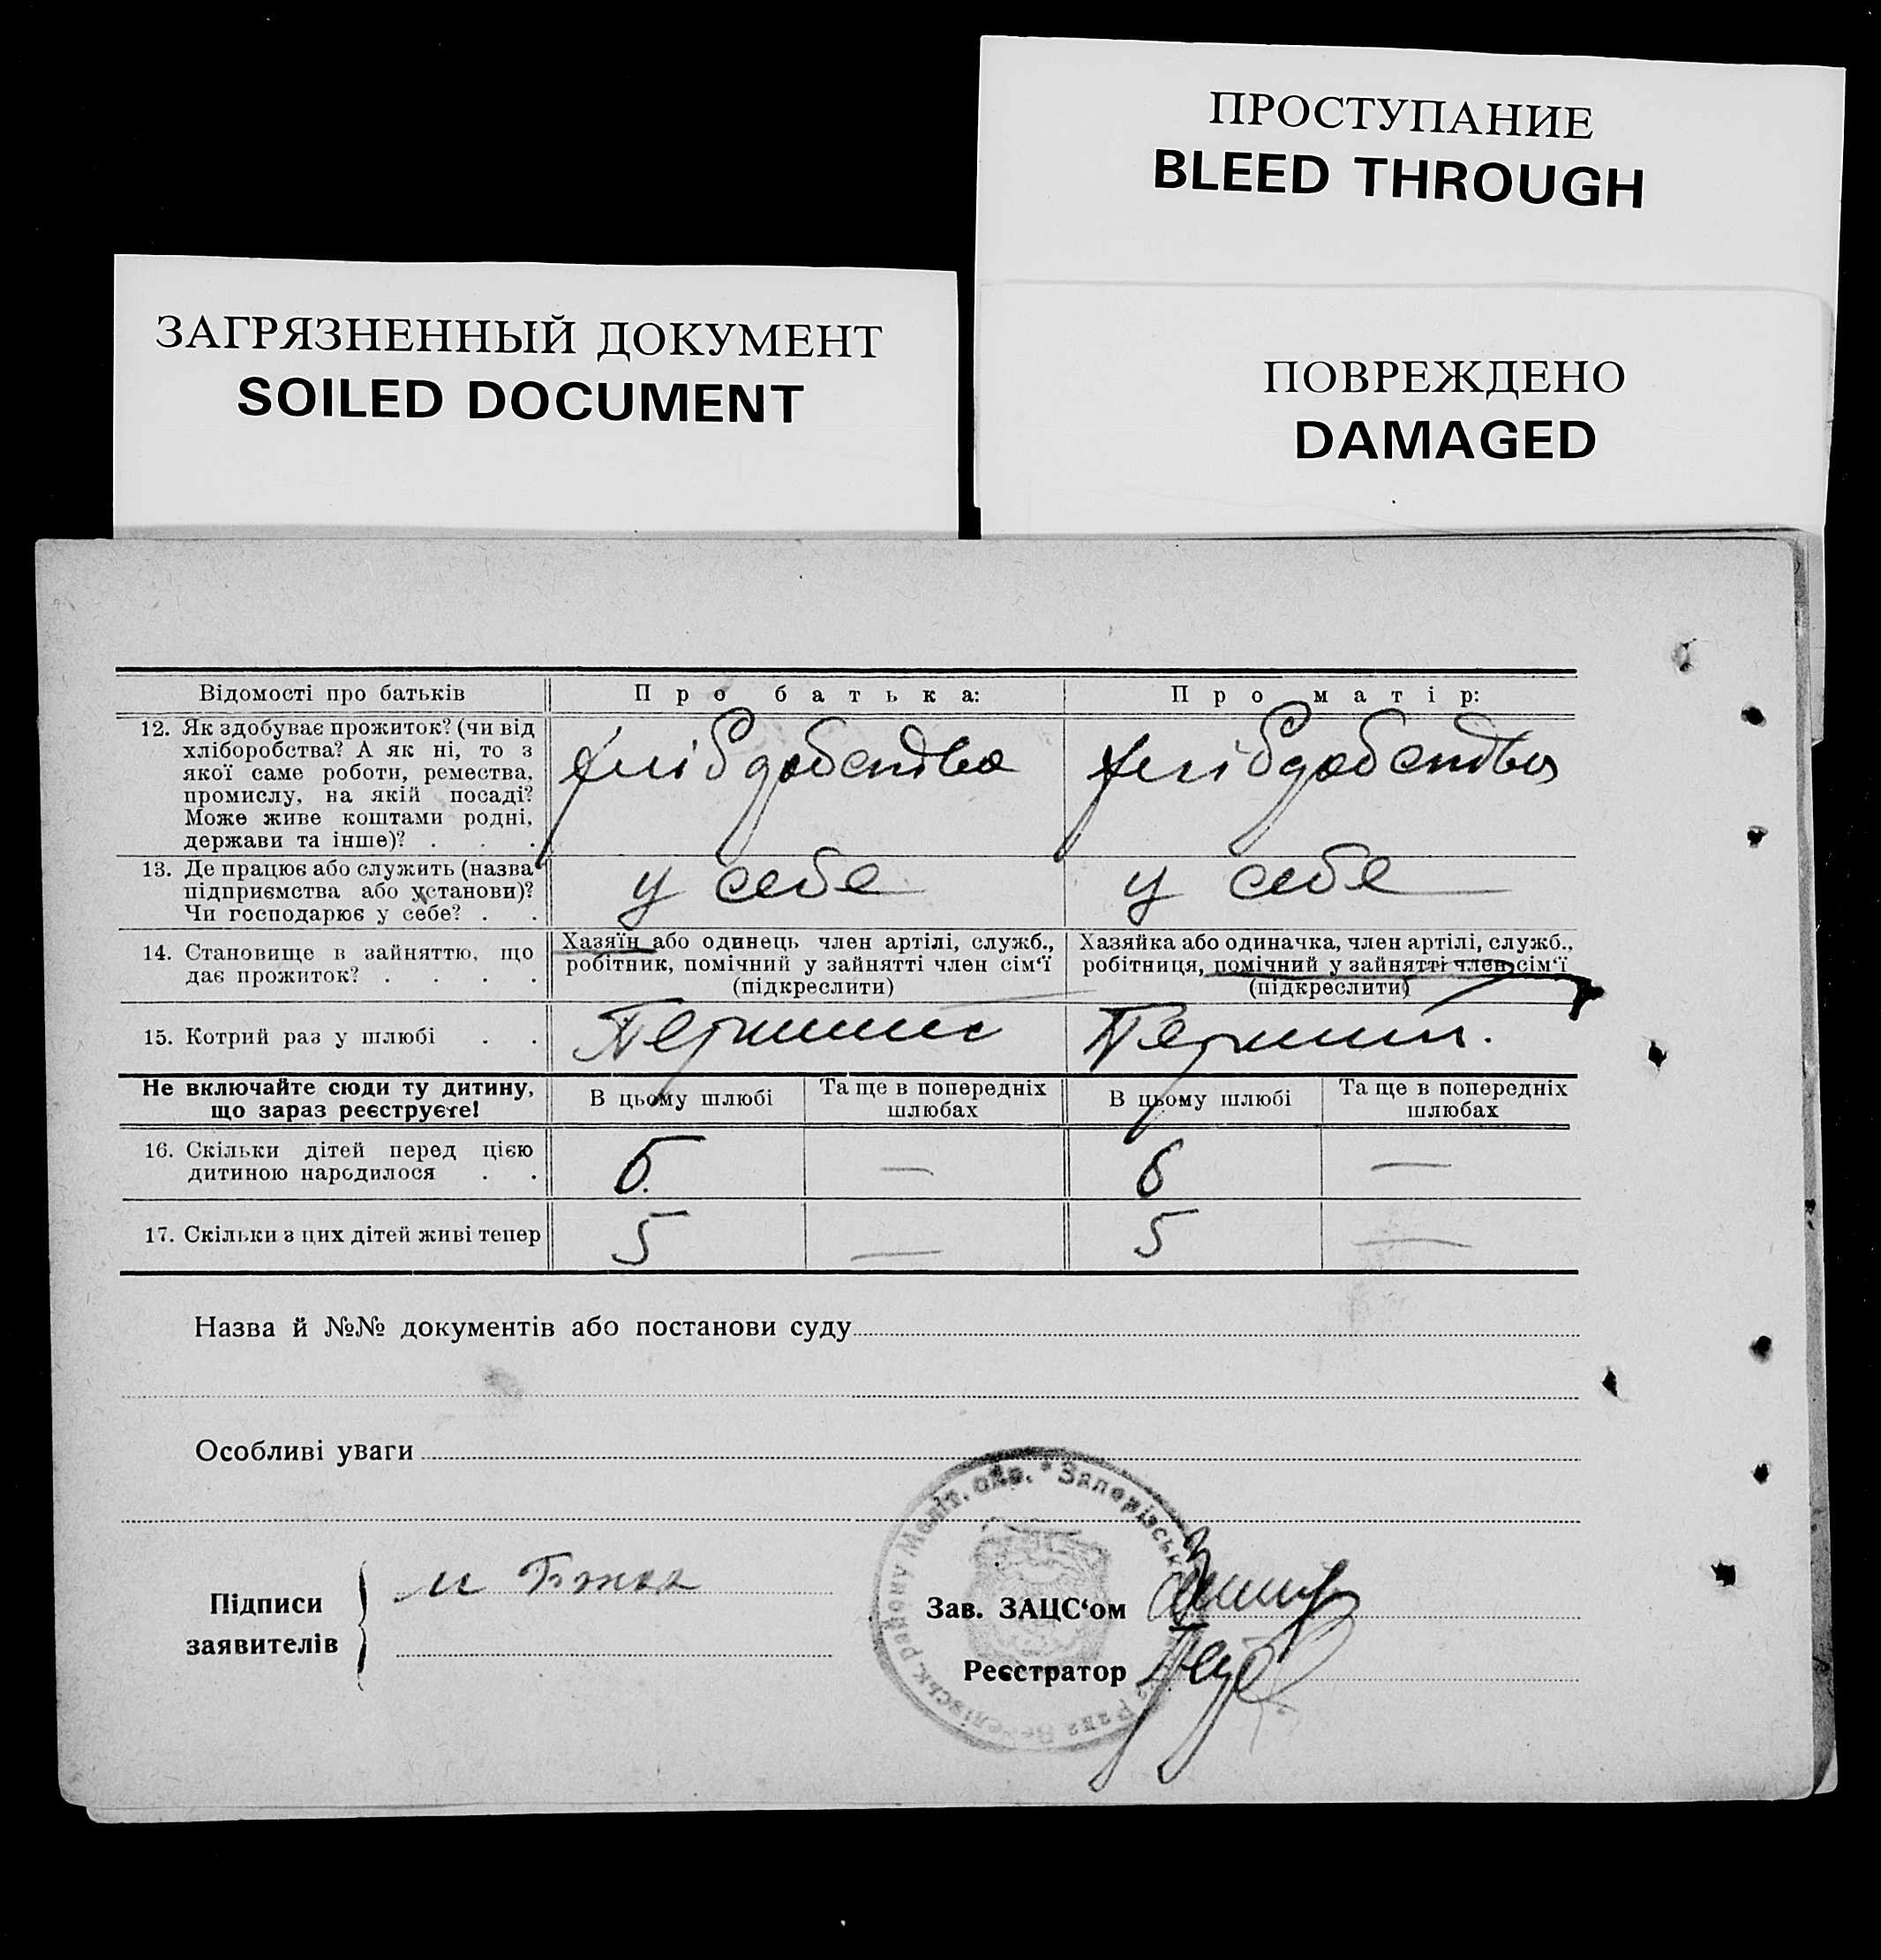 ПРОСТУПАНИЕ
BLEED THROUGH
ЗАГРЯЗНЕННЫЙ ДОКУМЕНТ
SOILED DOCUMENT
ПОВРЕЖДЕНО
DAMAGED
Відомості про батьків
Про батька:
Про матір:
12. Як здобуває прожиток? (чи від
хліборобства? А як ні, то з
якої саме роботи, ремества,
промислу, на якій посаді?
Може живе коштами родні,
держави та інше)? . . .
13. Де працює або служить (назва
підприємства або установи)?
Чи господарює у себе? . .
у себе
у себе
14. Становище в зайняттю, що
дає прожиток? . . . .
Хазяїн або одинець член артілі, служб.,
робітник, помічний у зайнятті член сім'ї
(підкреслити)
Хазяйка або одиначка, член артілі, служб.,
робітниця, помічний у зайнятті член сім'ї
(підкреслити)
15. Котрий раз у шлюбі . .
Перший
Перший.
Не включайте сюди ту дитину,
що зараз реєструєте!
В цьому шлюбі
Та ще в попередніх
шлюбах
В цьому шлюбі
Та ще в попередніх
шлюбах
16. Скільки дітей перед цією
дитиною народилося . .
6. — 6 —
17. Скільки з цих дітей живі тепер
5 — 5 —
Назва й №№ документів або постанови суду
Особливі уваги
Підписи
заявителів
Зав. ЗАЦС'ом
Реєстратор
району Меліт. окр. * Запорізськ